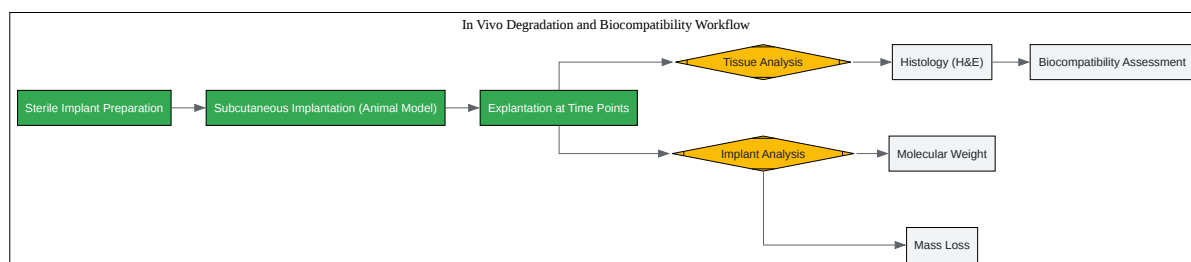 In Vivo Degradation and Biocompatibility Workflow
Sterile Implant Preparation
Subcutaneous Implantation (Animal Model)
Explantation at Time Points
Tissue Analysis
Histology (H&E)
Biocompatibility Assessment
Implant Analysis
Molecular Weight
Mass Loss